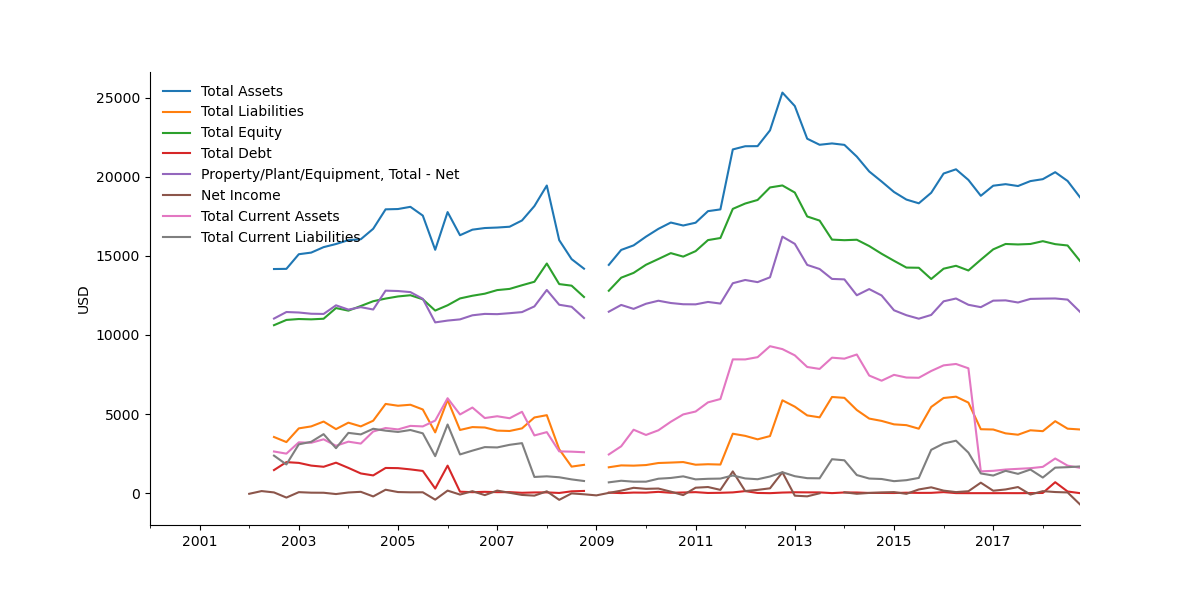 Total Assets
Total Liabilities
Total Equity
Total Debt
Property/Plant/Equipment, Total - Net
Net Income
Total Current Assets
Total Current Liabilities
USD
25000
20000
15000
10000
5000
0
2001 2003 2005 2007 2009 2011 2013 2015 2017